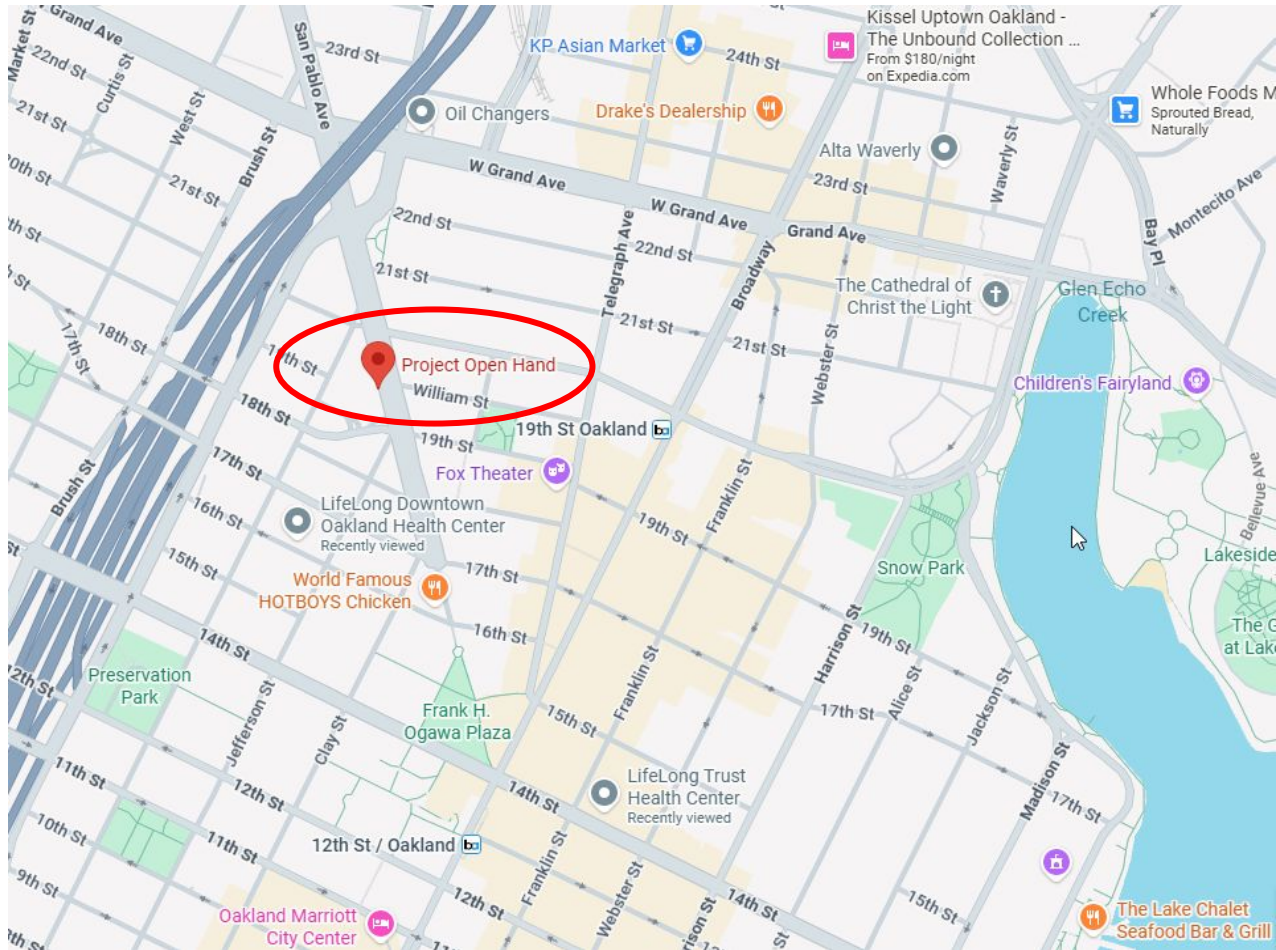 Grand Ave
Market St
22nd St
Curtis St
21st St
West St
Brush St
20th St
21st St
San Pablo Ave
23rd St
Oil Changers
KP Asian Market
24th St
Drake's Dealership
Kissel Uptown Oakland -
The Unbound Collection ...
From $180/night
on Expedia.com
Whole Foods M
Sprouted Bread,
Naturally
Alta Waverly
Waverly St
23rd St
Montecito Ave
Bay Pl
W Grand Ave
W Grand Ave
Grand Ave
22nd St
22nd St
Telegraph Ave
Broadway
21st St
21st St
21st St
Webster St
The Cathedral of
Christ the Light
Glen Echo
Creek
Children's Fairyland
Bellevue Ave
18th St
17th St
Project Open Hand
William St
19th St Oakland
18th St
19th St
Fox Theater
17th St
Brush St
LifeLong Downtown
Oakland Health Center
Recently viewed
16th St
15th St
World Famous
HOTBOYS Chicken
17th St
16th St
Franklin St
19th St
Snow Park
Lakeside
The G
at Lak
Harrison St
19th St
Alice St
Jackson St
17th St
Madison St
17th St
14th St
Preservation
Park
12th St
Jefferson St
Clay St
Frank H.
Ogawa Plaza
Franklin St
15th St
LifeLong Trust
Health Center
Recently viewed
14th St
11th St
12th St
10th St
11th St
12th St / Oakland
9th St
Franklin St
12th St
Webster St
14th St
15th St
Oakland Marriott
City Center
The Lake Chalet
Seafood Bar & Grill